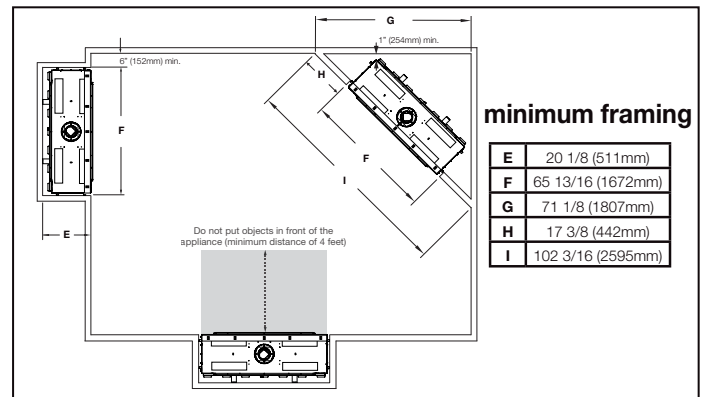 G
1" (254mm) min.
6" (152mm) min.
H
F
F
I
E
Do not put objects in front of the
appliance (minimum distance of 4 feet)
minimum framing
E 20 1/8 (511mm)
F 65 13/16 (1672mm)
G 71 1/8 (1807mm)
H 17 3/8 (442mm)
I 102 3/16 (2595mm)